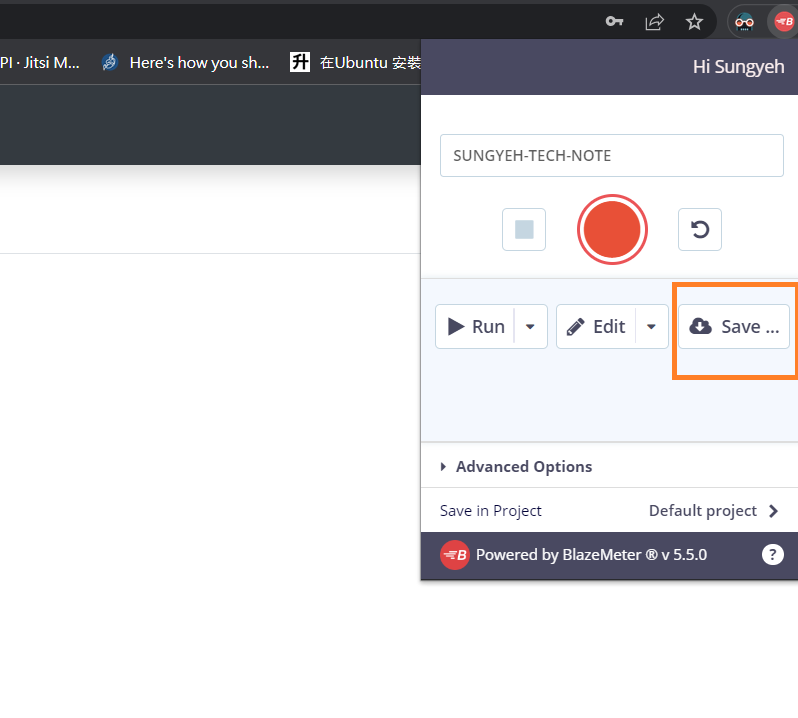 PI · Jitsi M... Here's how you sh... 升 在Ubuntu 安裝
Hi Sungyeh
SUNGYEH-TECH-NOTE
Run Edit Save ...
Advanced Options
Save in Project Default project
B Powered by BlazeMeter ® v 5.5.0 ?